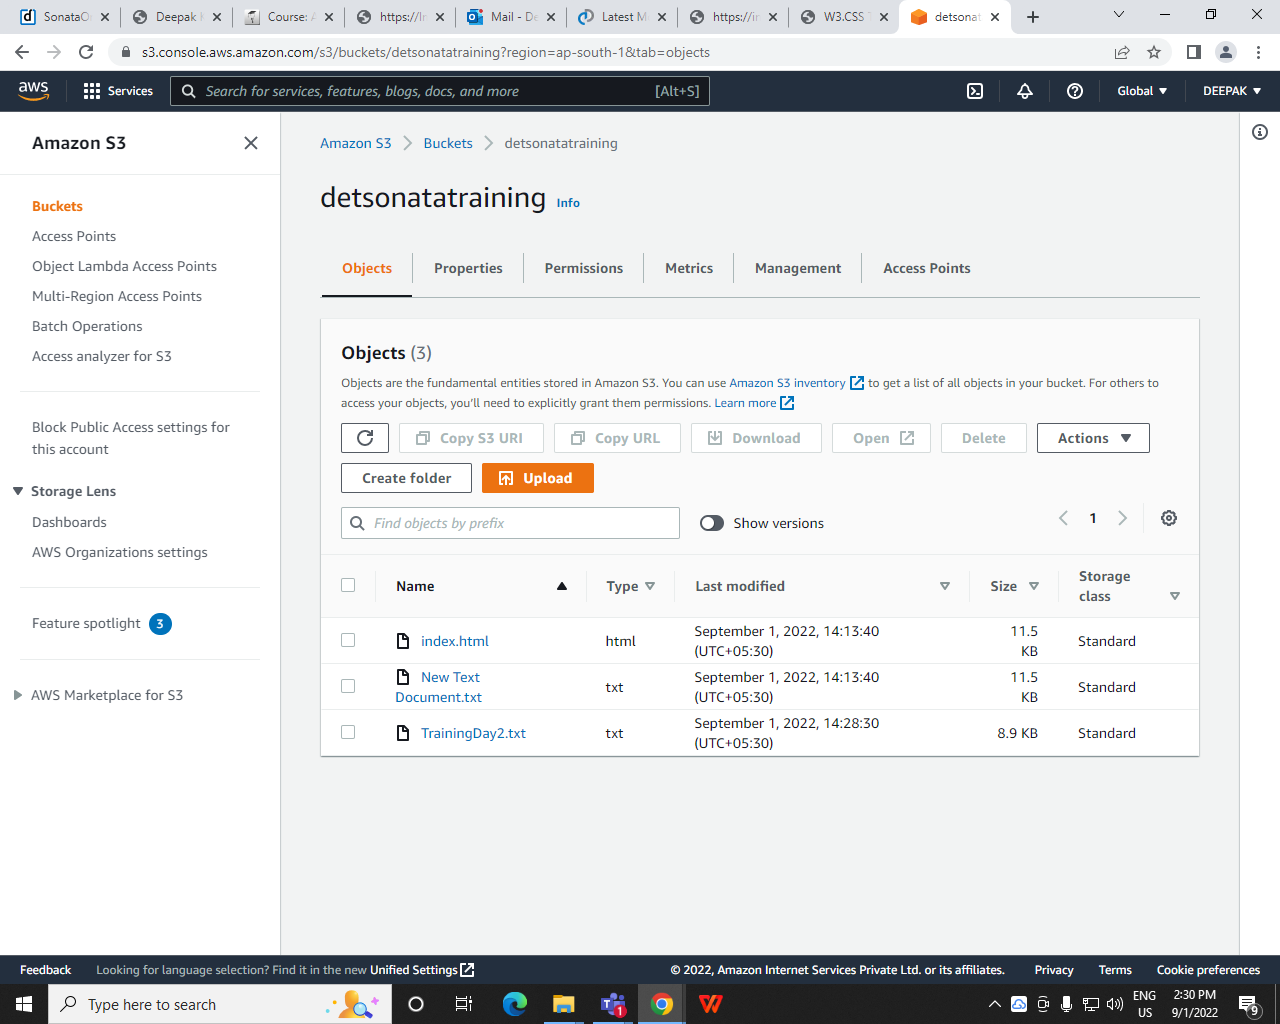 SonataO
Deepak
Course: A
https://In
Mail - De
Latest M
https://in
W3.CSS T
detsonat
s3.console.aws.amazon.com/s3/buckets/detsonatatraining?region=ap-south-1&tab=objects
aws
Services
Search for services, features, blogs, docs, and more
[Alt+S]
Global
DEEPAK
Amazon S3
Buckets
Access Points
Object Lambda Access Points
Multi-Region Access Points
Batch Operations
Access analyzer for S3
Block Public Access settings for
this account
Storage Lens
Dashboards
AWS Organizations settings
Feature spotlight 3
AWS Marketplace for S3
Amazon S3 > Buckets > detsonatatraining
detsonatatraining Info
Objects
Properties
Permissions
Metrics
Management
Access Points
Objects (3)
Objects are the fundamental entities stored in Amazon S3. You can use Amazon S3 inventory to get a list of all objects in your bucket. For others to
access your objects, you'll need to explicitly grant them permissions. Learn more
Copy S3 URI
Copy URL
Download
Open
Delete
Actions
Create folder
Upload
Find objects by prefix
Show versions
1
Name
Type
Last modified
Size
Storage
class
index.html
html
September 1, 2022, 14:13:40
(UTC+05:30)
11.5
KB
Standard
New Text
Document.txt
txt
September 1, 2022, 14:13:40
(UTC+05:30)
11.5
KB
Standard
TrainingDay2.txt
txt
September 1, 2022, 14:28:30
(UTC+05:30)
8.9 KB
Standard
Feedback
Looking for language selection? Find it in the new Unified Settings
© 2022, Amazon Internet Services Private Ltd. or its affiliates.
Privacy
Terms
Cookie preferences
Type here to search
1
ENG
US
2:30 PM
9/1/2022
9